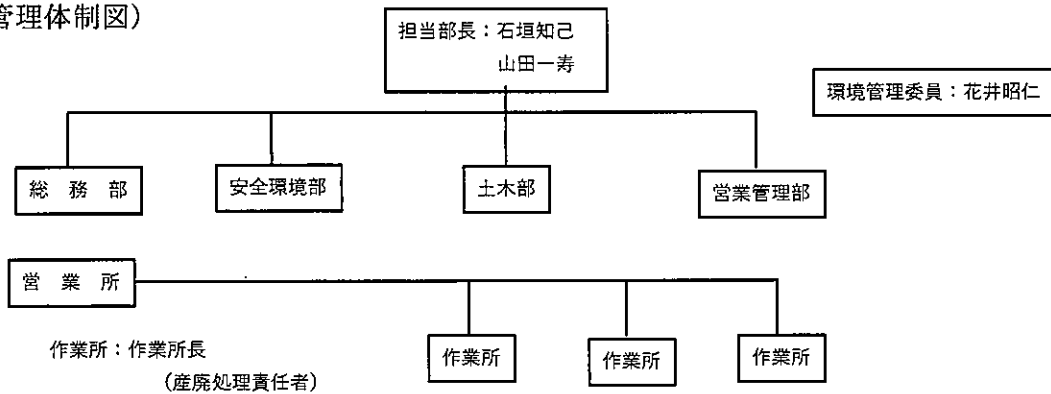 管理体制図）
担当部長：石垣知己
山田一寿
環境管理委員：花井昭仁
総　務　部
安全環境部
土木部
営業管理部
営　業　所
作業所：作業所長
（産廃処理責任者）
作業所
作業所
作業所